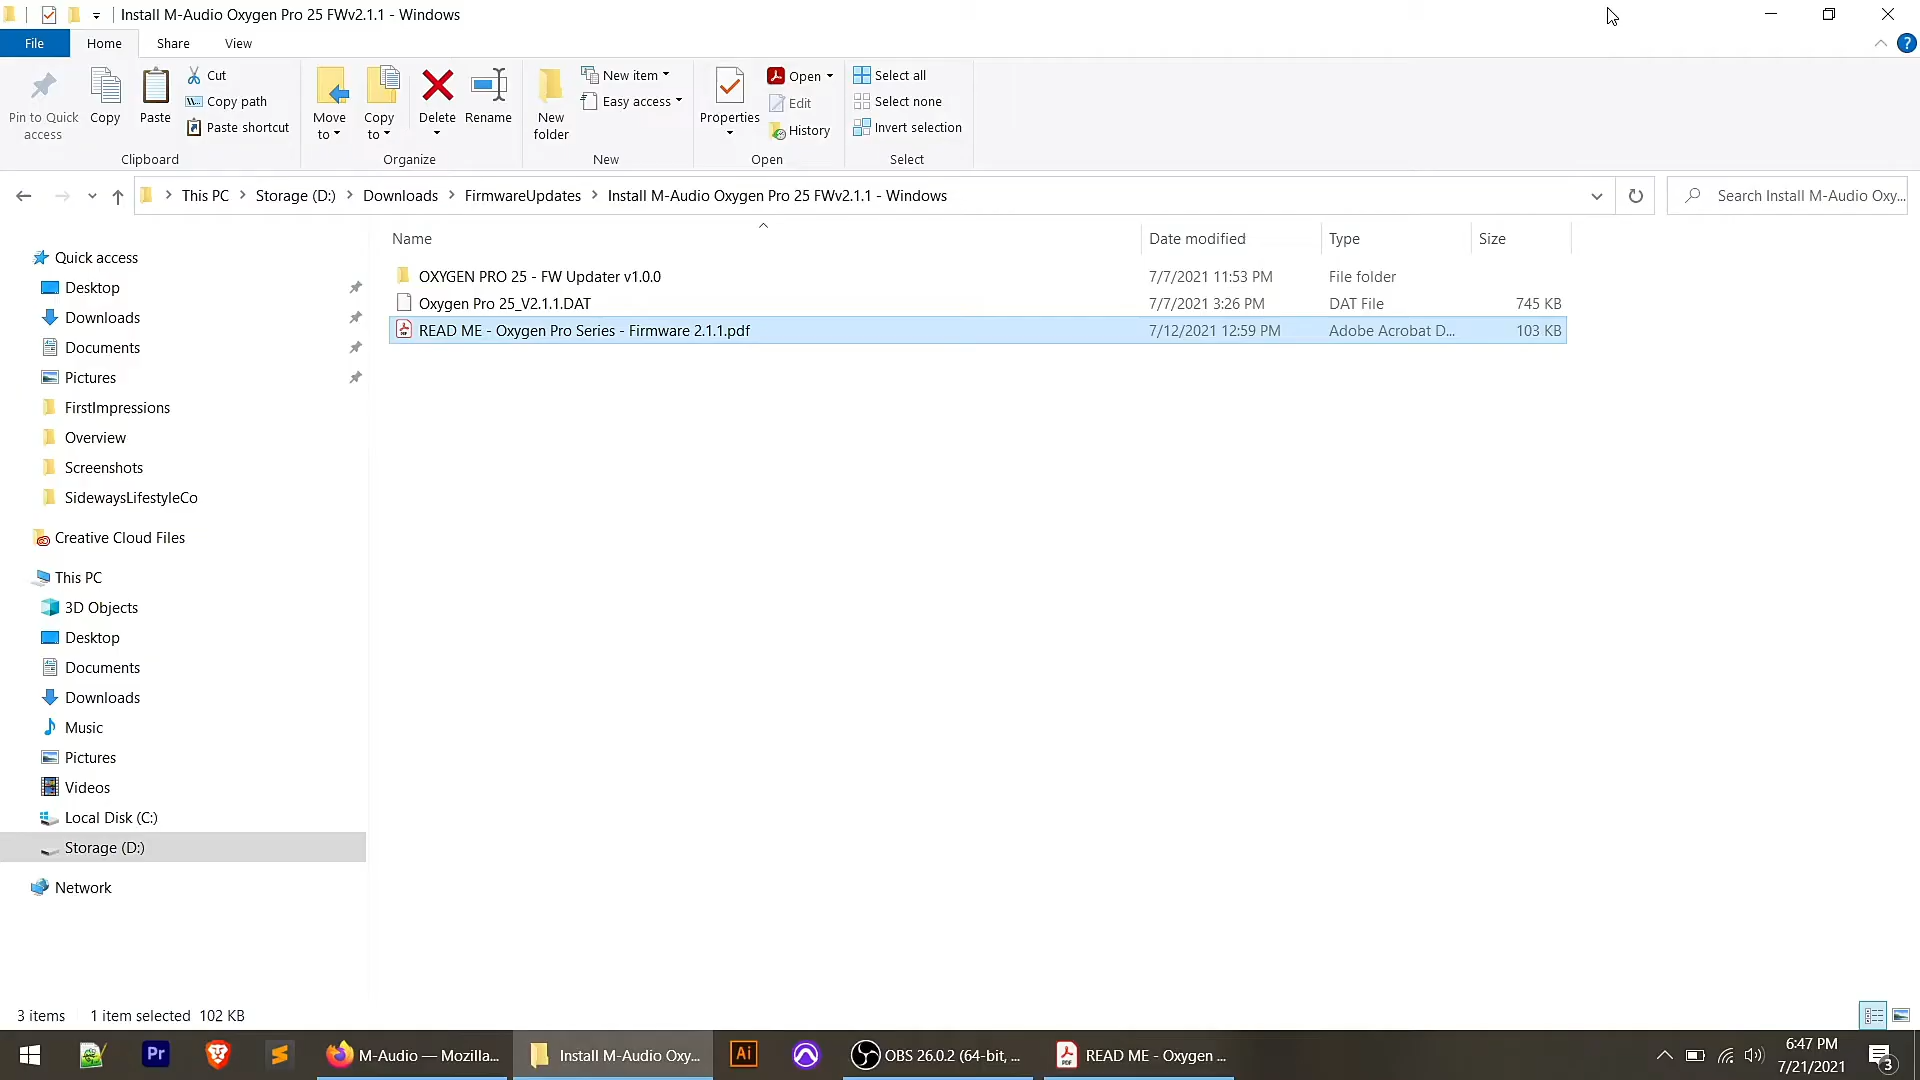 Install M-Audio Oxygen Pro 25 FWv2.1.1 - Windows
File Home Share View
Pin to Quick access
Copy
Paste
Cut
Copy path
Paste shortcut
Clipboard
Move to
Copy to
Delete
Rename
Organize
New folder
New item
Easy access
New
Properties
Open
Edit
History
Open
Select all
Select none
Invert selection
Select
This PC Storage (D:) Downloads FirmwareUpdates Install M-Audio Oxygen Pro 25 FWv2.1.1 - Windows
Search Install M-Audio Oxy...
Name Date modified Type Size
OXYGEN PRO 25 - FW Updater v1.0.0 7/7/2021 11:53 PM File folder
Oxygen Pro 25_V2.1.1.DAT 7/7/2021 3:26 PM DAT File 745 KB
READ ME - Oxygen Pro Series - Firmware 2.1.1.pdf 7/12/2021 12:59 PM Adobe Acrobat D... 103 KB
Quick access
Desktop
Downloads
Documents
Pictures
FirstImpressions
Overview
Screenshots
SidewaysLifestyleCo
Creative Cloud Files
This PC
3D Objects
Desktop
Documents
Downloads
Music
Pictures
Videos
Local Disk (C:)
Storage (D:)
Network
3 items 1 item selected 102 KB
Pr
M-Audio — Mozilla...
Install M-Audio Oxy...
Ai
OBS 26.0.2 (64-bit, ...
READ ME - Oxygen ...
6:47 PM
7/21/2021
3